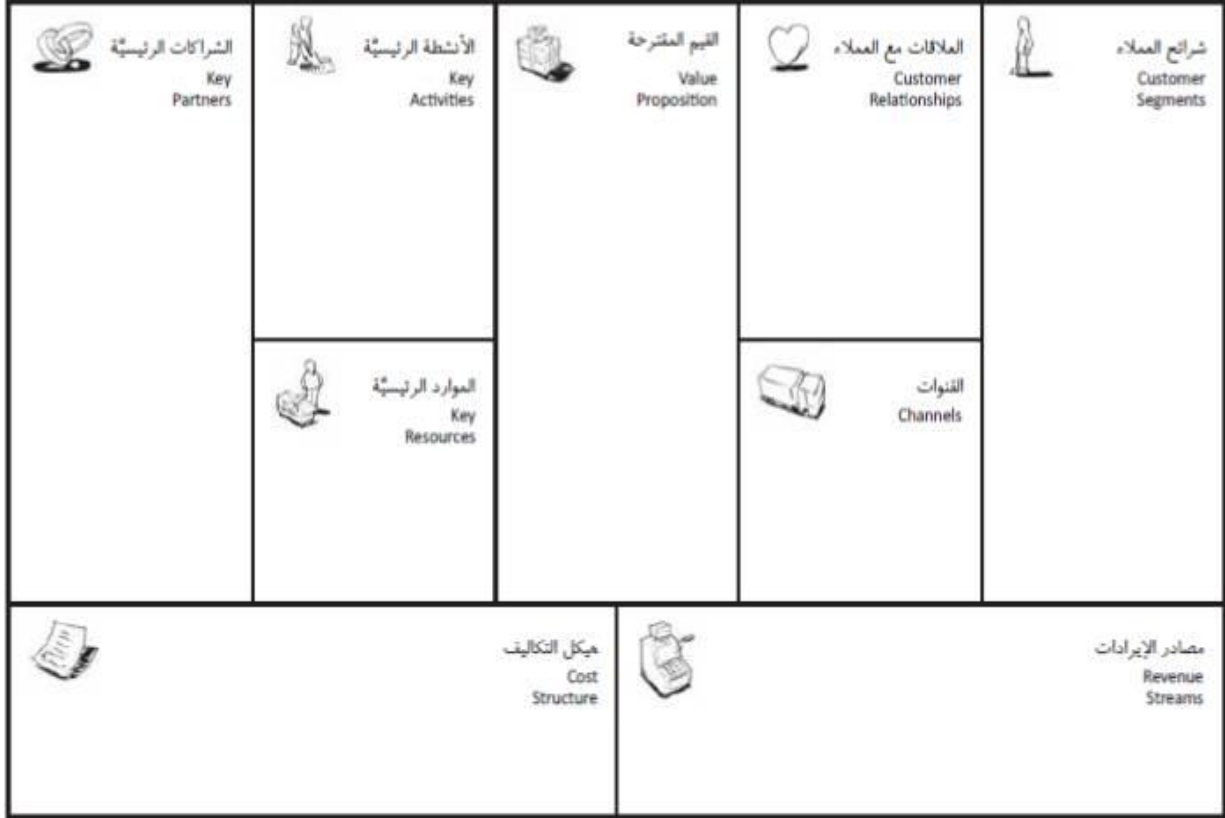 الشراكات الرئيسيَّة
Key
Partners
الأنشطة الرئيسيَّة
Key
Activities
القيم المقترحة
Value
Proposition
العلاقات مع العملاء
Customer
Relationships
شرائح العملاء
Customer
Segments
الموارد الرئيسيَّة
Key
Resources
القنوات
Channels
هيكل التكاليف
Cost
Structure
مصادر الإيرادات
Revenue
Streams